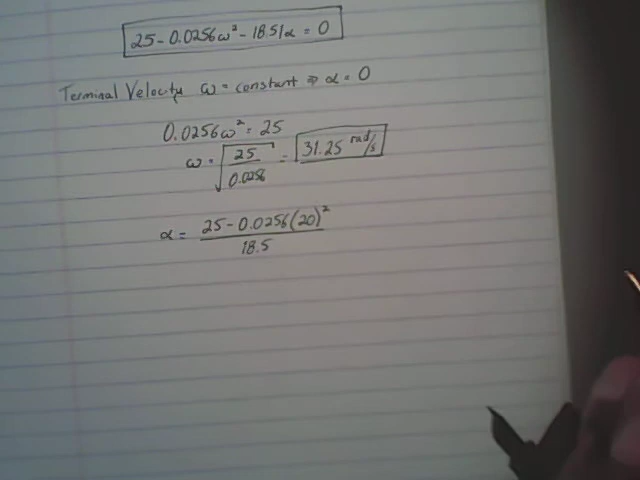 25 - 0.0256ω² - 18.51α = 0
Terminal Velocity ω = constant ⇒ α = 0
0.0256ω² = 25
ω = √(25/0.0256) = 31.25 rad/s
α = (25 - 0.0256(20)²)/18.5